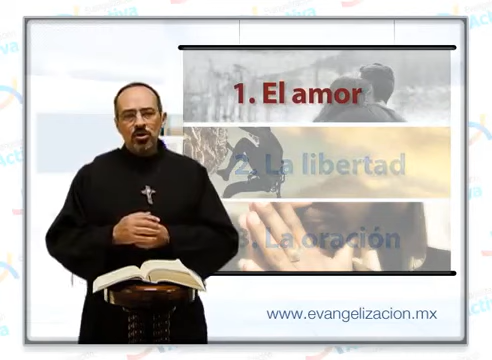 1. El amor
2. La libertad
3. La oración
www.evangelizacion.mx